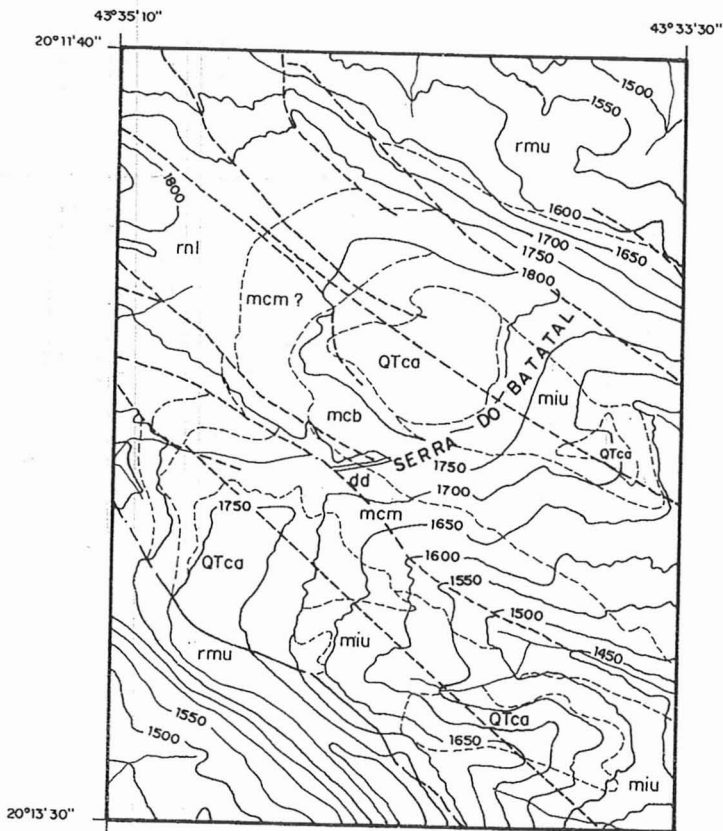 43°35'10"
43°33'30"
20°11'40"
1500
1550
rmu
1800
1600
1700
1650
1750
rnl
1800
mcm ?
QTca
SERRA DO BATATAL
miu
mcb
QTca
1750
dd
1700
1750
mcm
1650
1600
QTca
1550
1500
miu
rmu
1450
QTca
1550
1650
1500
miu
20°13'30"